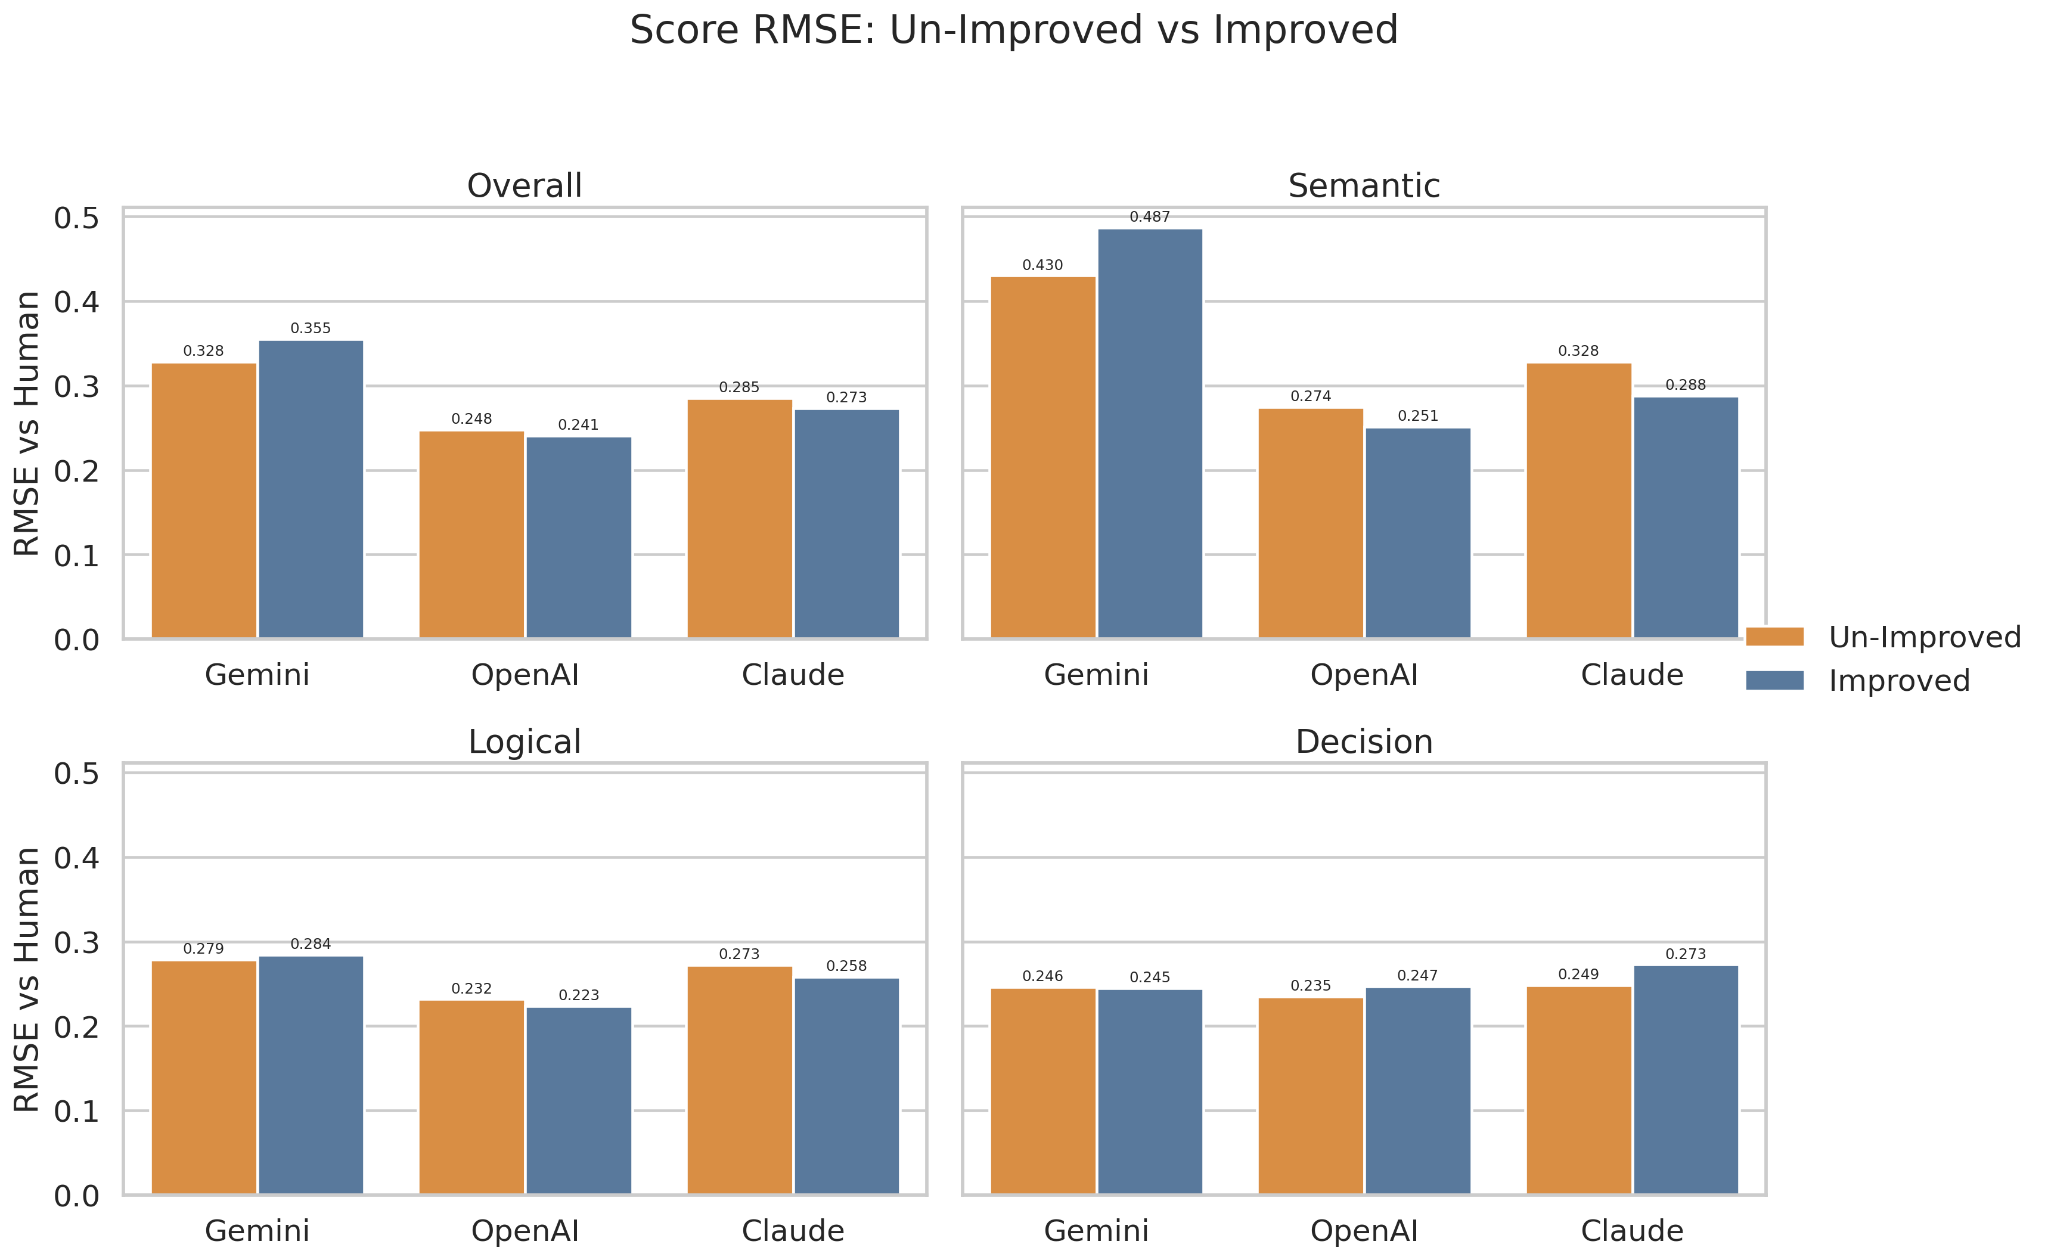 Score RMSE: Un-Improved vs Improved
Overall
RMSE vs Human
0.5
0.4
0.3
0.2
0.1
0.0
0.328
0.355
0.248
0.241
0.285
0.273
Gemini
OpenAI
Claude
Semantic
0.430
0.487
0.274
0.251
0.328
0.288
Gemini
OpenAI
Claude
Un-Improved
Improved
Logical
RMSE vs Human
0.5
0.4
0.3
0.2
0.1
0.0
0.279
0.284
0.232
0.223
0.273
0.258
Gemini
OpenAI
Claude
Decision
0.246
0.245
0.235
0.247
0.249
0.273
Gemini
OpenAI
Claude